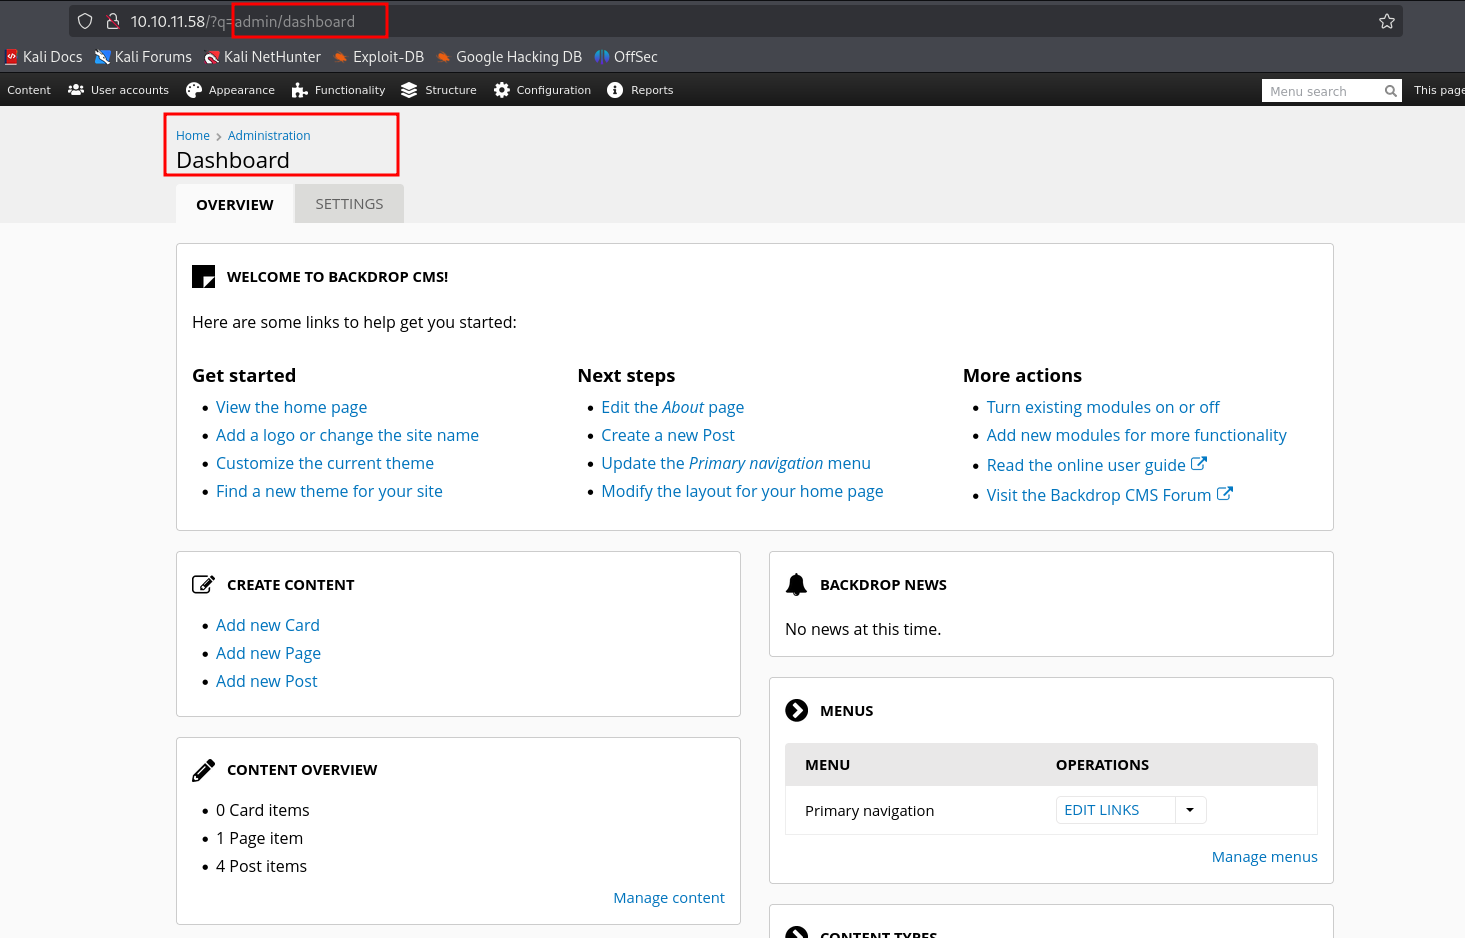 10.10.11.58/?q=admin/dashboard
Kali Docs Kali Forums Kali NetHunter Exploit-DB Google Hacking DB OffSec
Content User accounts Appearance Functionality Structure Configuration Reports Menu search This page
Home › Administration
Dashboard
OVERVIEW SETTINGS
WELCOME TO BACKDROP CMS!
Here are some links to help get you started:
Get started
View the home page
Add a logo or change the site name
Customize the current theme
Find a new theme for your site
Next steps
Edit the About page
Create a new Post
Update the Primary navigation menu
Modify the layout for your home page
More actions
Turn existing modules on or off
Add new modules for more functionality
Read the online user guide
Visit the Backdrop CMS Forum
CREATE CONTENT
Add new Card
Add new Page
Add new Post
CONTENT OVERVIEW
0 Card items
1 Page item
4 Post items
Manage content
BACKDROP NEWS
No news at this time.
MENUS
MENU OPERATIONS
Primary navigation EDIT LINKS
Manage menus
CONTENT TYPES